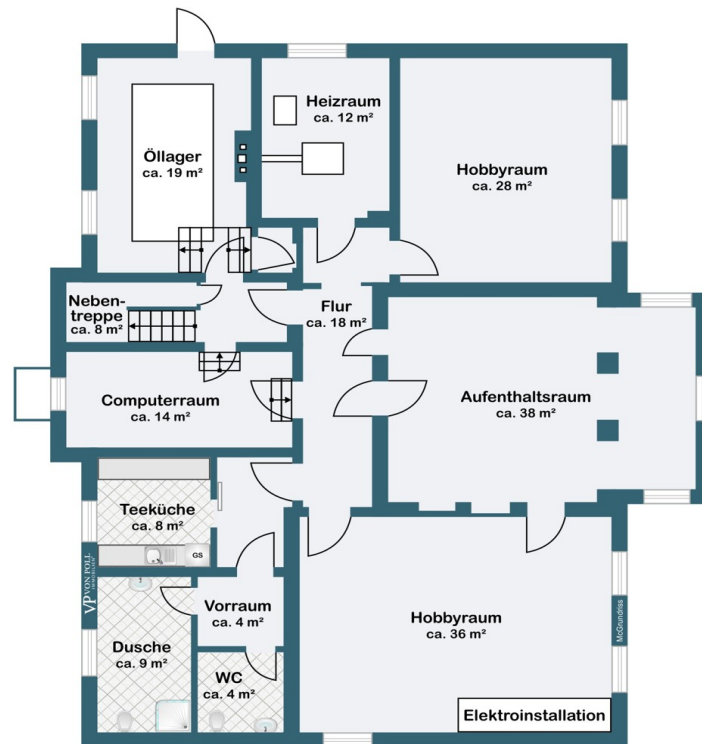 Öllager
ca. 19 m²
Heizraum
ca. 12 m²
Hobbyraum
ca. 28 m²
Neben-
treppe
ca. 8 m²
Flur
ca. 18 m²
Computerraum
ca. 14 m²
Aufenthaltsraum
ca. 38 m²
Teeküche
ca. 8 m²
GS
VP VON POLL
IMMOBILIEN
Vorraum
ca. 4 m²
Hobbyraum
ca. 36 m²
McGrundriss
Dusche
ca. 9 m²
WC
ca. 4 m²
Elektroinstallation